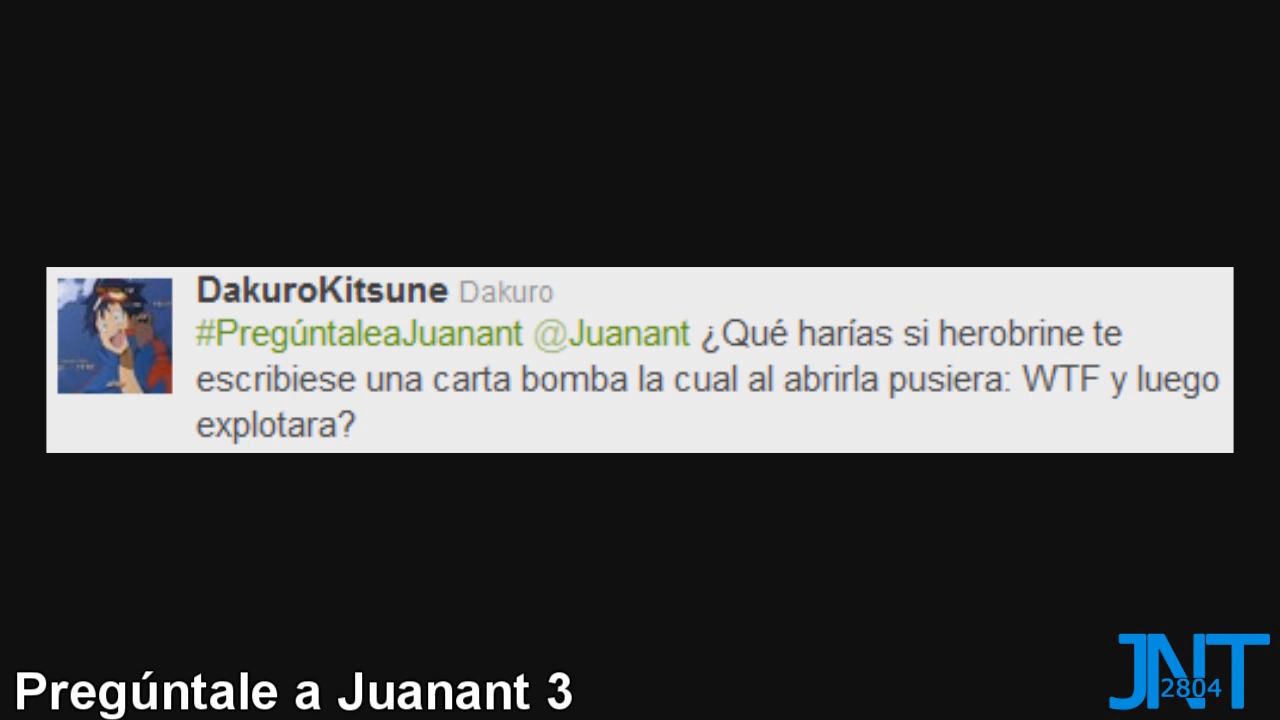 DakuroKitsune Dakuro
#PregúntaleaJuanant @Juanant ¿Qué harías si herobrine te
escribiese una carta bomba la cual al abrirla pusiera: WTF y luego
explotara?
Pregúntale a Juanant 3
JNT
2804